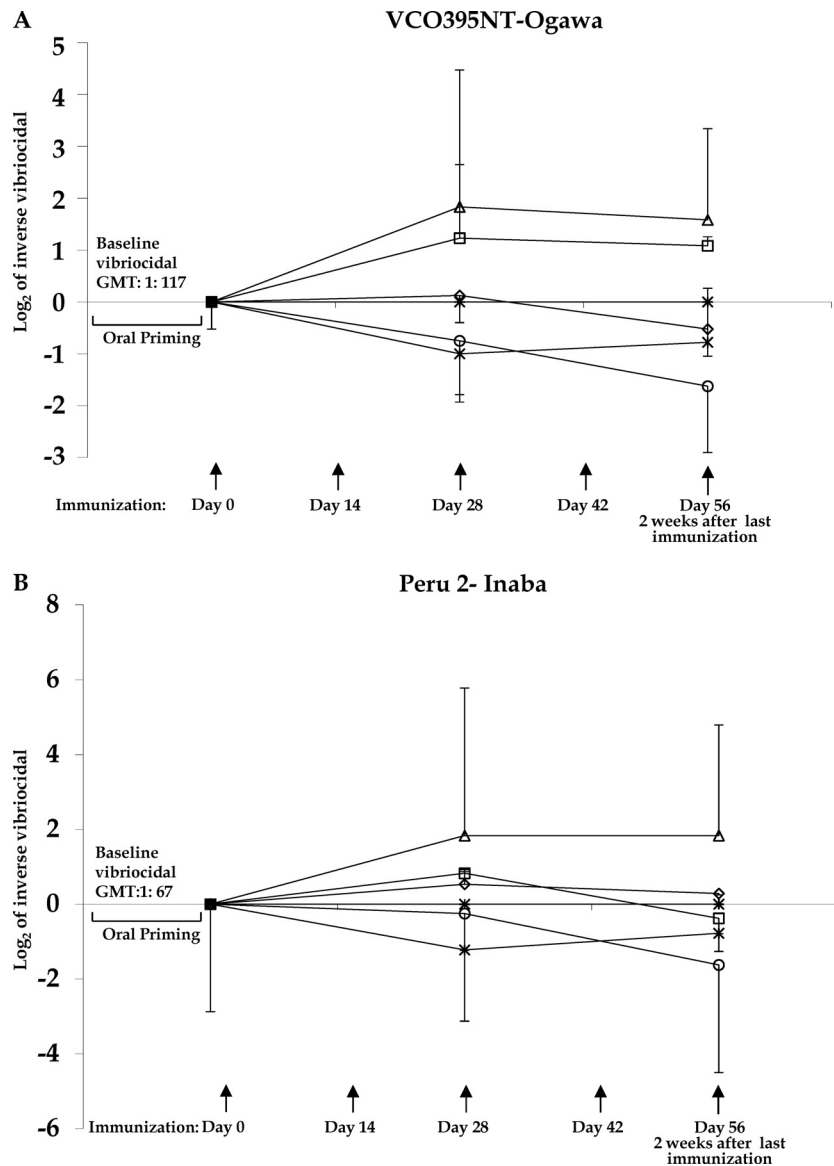 A
VCO395NT-Ogawa
5
4
3
2
1
0
-1
-2
-3
Log2 of inverse vibriocidal
Baseline
vibriocidal
GMT: 1: 117
Oral Priming
Immunization: Day 0 Day 14 Day 28 Day 42 Day 56
2 weeks after last
immunization
B
Peru 2- Inaba
8
6
4
2
0
-2
-4
-6
Log2 of inverse vibriocidal
Baseline
vibriocidal
GMT:1: 67
Oral Priming
Immunization: Day 0 Day 14 Day 28 Day 42 Day 56
2 weeks after last
immunization